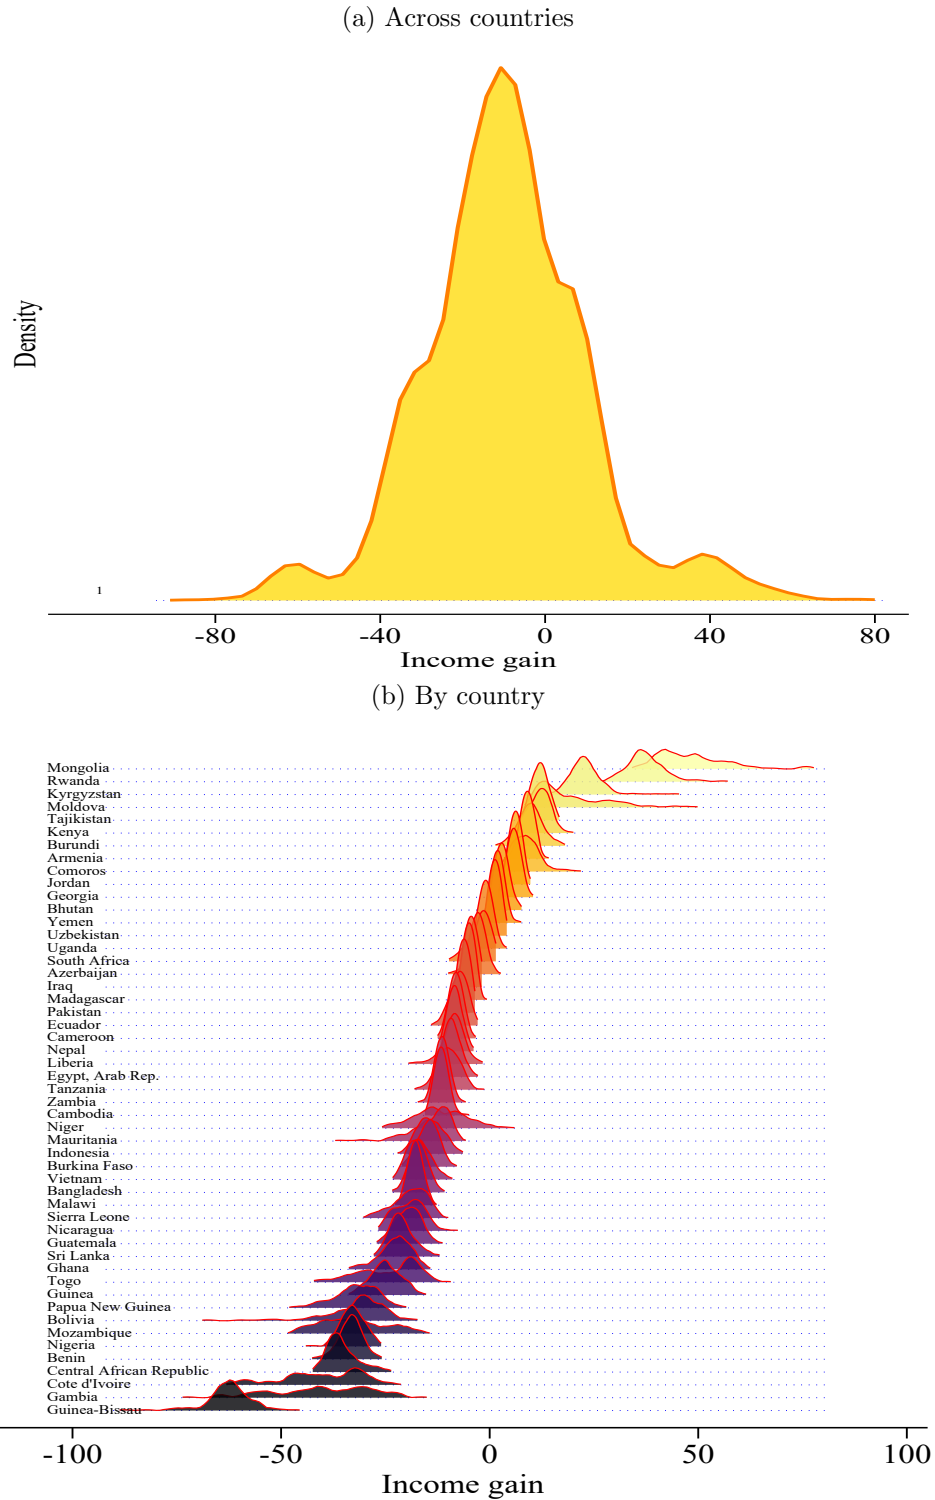 (a) Across countries
Density
1
-80 -40 0 40 80
Income gain
(b) By country
Mongolia
Rwanda
Kyrgyzstan
Moldova
Tajikistan
Kenya
Burundi
Armenia
Comoros
Jordan
Georgia
Bhutan
Yemen
Uzbekistan
Uganda
South Africa
Azerbaijan
Iraq
Madagascar
Pakistan
Ecuador
Cameroon
Nepal
Liberia
Egypt, Arab Rep.
Tanzania
Zambia
Cambodia
Niger
Mauritania
Indonesia
Burkina Faso
Vietnam
Bangladesh
Malawi
Sierra Leone
Nicaragua
Guatemala
Sri Lanka
Ghana
Togo
Guinea
Papua New Guinea
Bolivia
Mozambique
Nigeria
Benin
Central African Republic
Cote d'Ivoire
Gambia
Guinea-Bissau
-100 -50 0 50 100
Income gain